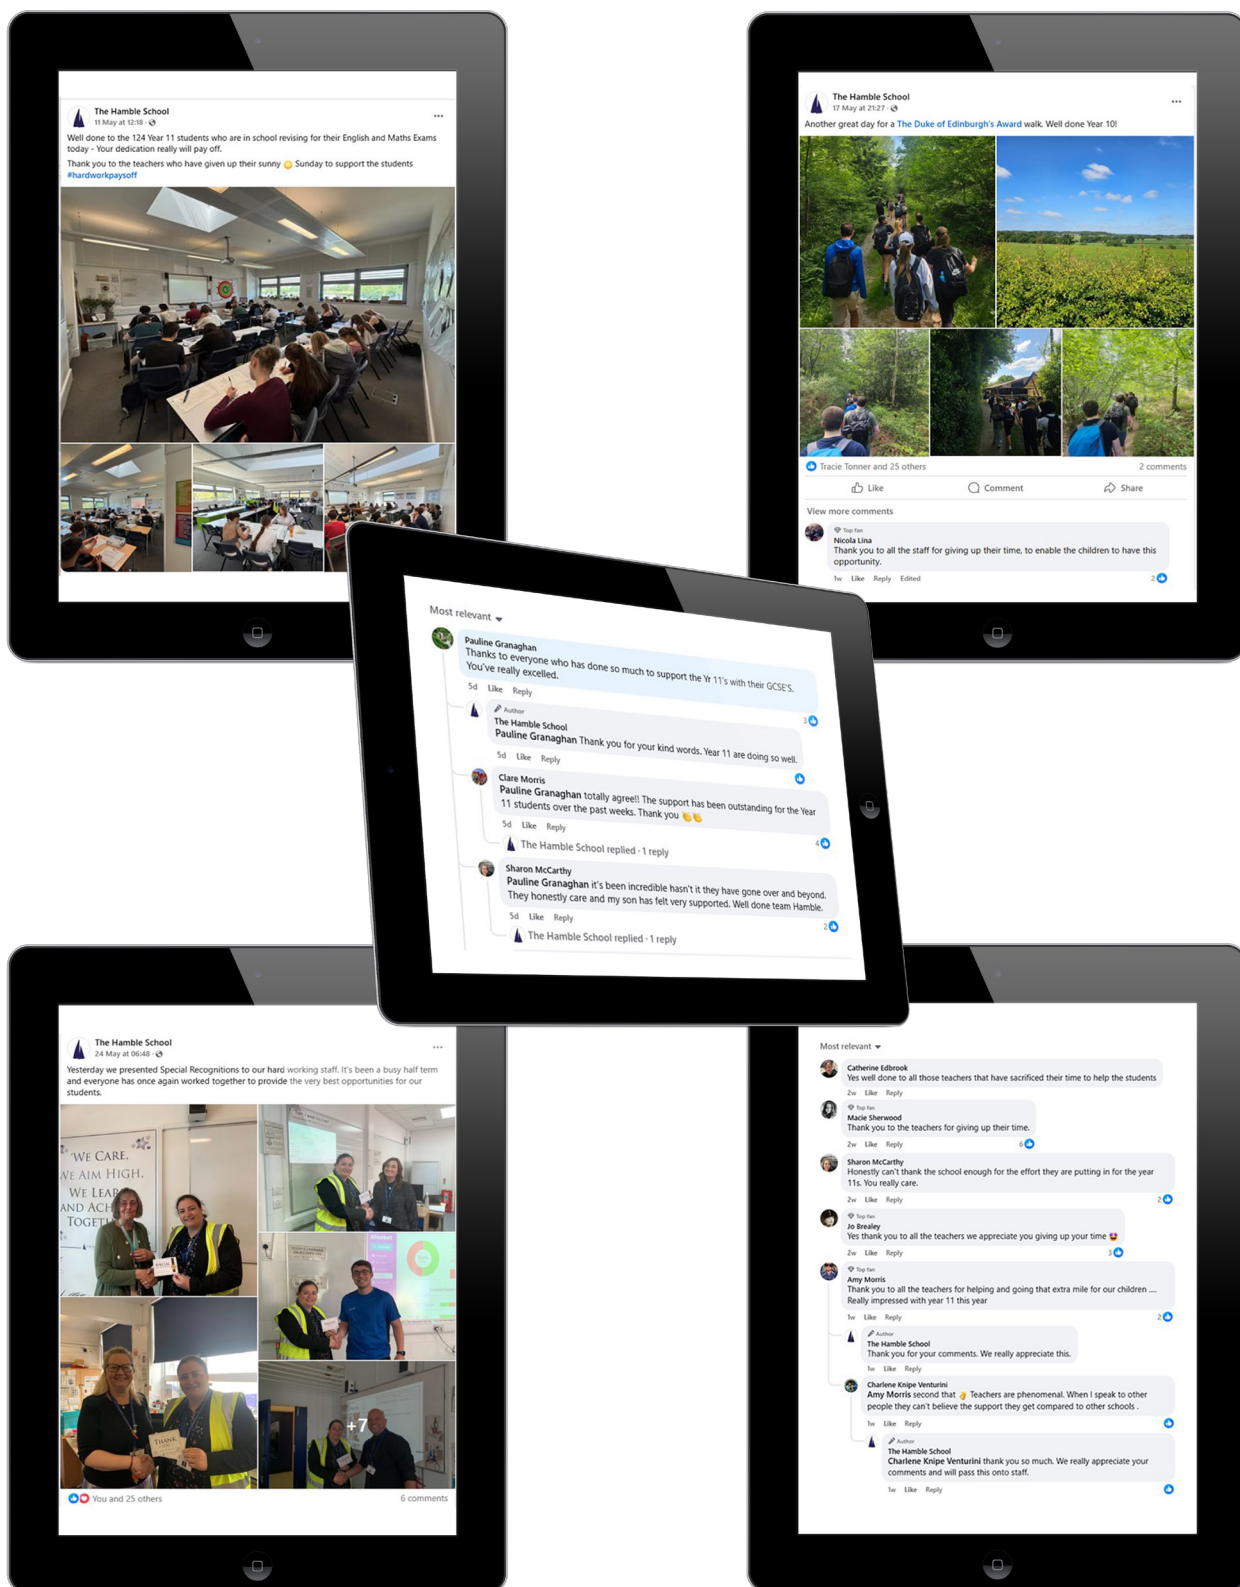 The Hamble School
11 May at 12:18 ·
Well done to the 124 Year 11 students who are in school revising for their English and Maths Exams
today - Your dedication really will pay off.
Thank you to the teachers who have given up their sunny 🌞 Sunday to support the students
#hardworkpaysoff
The Hamble School
17 May at 21:27 ·
Another great day for a The Duke of Edinburgh's Award walk. Well done Year 10!
Tracie Tonner and 25 others
2 comments
Like
Comment
Share
View more comments
Top fan
Nicola Lina
Thank you to all the staff for giving up their time, to enable the children to have this
opportunity.
1w Like Reply Edited
2
Most relevant
Pauline Granaghan
Thanks to everyone who has done so much to support the Yr 11's with their GCSE'S.
You've really excelled.
5d Like Reply
3
Author
The Hamble School
Pauline Granaghan Thank you for your kind words. Year 11 are doing so well.
5d Like Reply
Clare Morris
Pauline Granaghan totally agree!! The support has been outstanding for the Year
11 students over the past weeks. Thank you 👏👏
5d Like Reply
4
The Hamble School replied · 1 reply
Sharon McCarthy
Pauline Granaghan it's been incredible hasn't it they have gone over and beyond.
They honestly care and my son has felt very supported. Well done team Hamble.
5d Like Reply
2
The Hamble School replied · 1 reply
The Hamble School
24 May at 06:48 ·
Yesterday we presented Special Recognitions to our hard working staff. It's been a busy half term
and everyone has once again worked together to provide the very best opportunities for our
students.
'WE CARE,
WE AIM HIGH,
WE LEARN
AND ACH
TOGET
SPECIAL
THANK
+7
You and 25 others
6 comments
Most relevant
Catherine Edbrook
Yes well done to all those teachers that have sacrificed their time to help the students
2w Like Reply
Top fan
Macie Sherwood
Thank you to the teachers for giving up their time.
2w Like Reply
6
Sharon McCarthy
Honestly can't thank the school enough for the effort they are putting in for the year
11s. You really care.
2w Like Reply
2
Top fan
Jo Brealey
Yes thank you to all the teachers we appreciate you giving up your time 🤩
2w Like Reply
3
Top fan
Amy Morris
Thank you to all the teachers for helping and going that extra mile for our children ....
Really impressed with year 11 this year
1w Like Reply
2
Author
The Hamble School
Thank you for your comments. We really appreciate this.
1w Like Reply
Charlene Knipe Venturini
Amy Morris second that 👏 Teachers are phenomenal. When I speak to other
people they can't believe the support they get compared to other schools .
1w Like Reply
Author
The Hamble School
Charlene Knipe Venturini thank you so much. We really appreciate your
comments and will pass this onto staff.
1w Like Reply